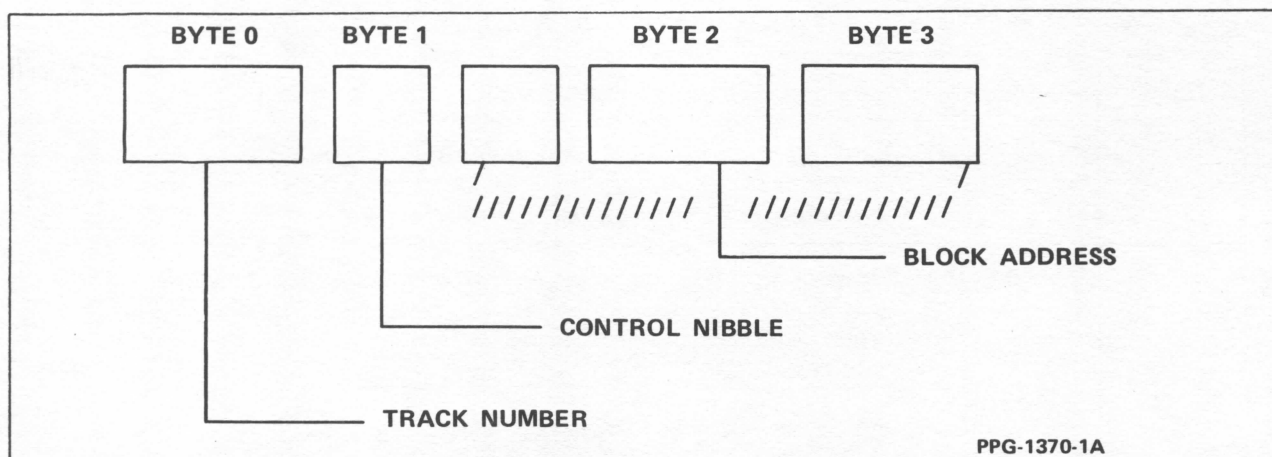 BYTE 0 BYTE 1 BYTE 2 BYTE 3
BLOCK ADDRESS
CONTROL NIBBLE
TRACK NUMBER
PPG-1370-1A